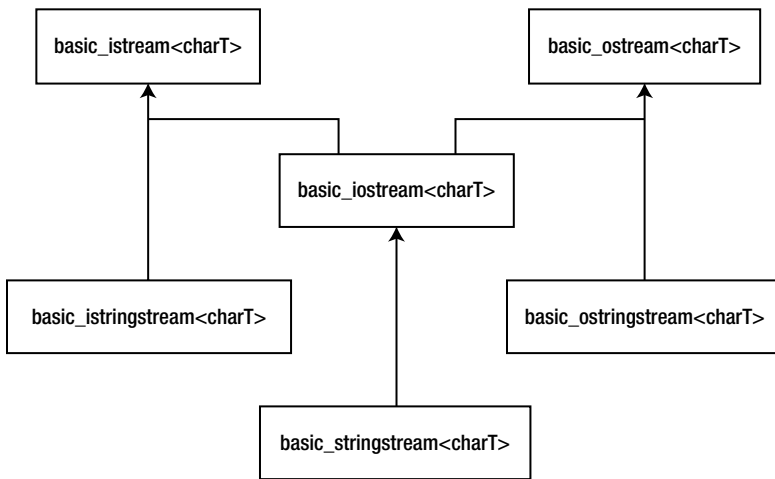 basic_istream<charT>
basic_ostream<charT>
basic_iostream<charT>
basic_istringstream<charT>
basic_ostringstream<charT>
basic_stringstream<charT>